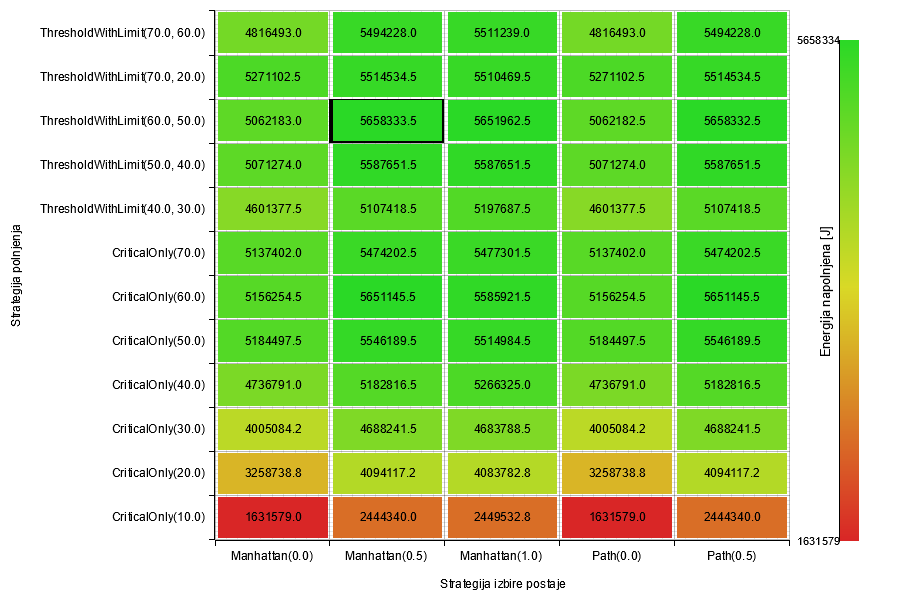 ThresholdWithLimit(70.0, 60.0) 4816493.0 5494228.0 5511239.0 4816493.0 5494228.0
5658334
ThresholdWithLimit(70.0, 20.0) 5271102.5 5514534.5 5510469.5 5271102.5 5514534.5
ThresholdWithLimit(60.0, 50.0) 5062183.0 5658333.5 5651962.5 5062182.5 5658332.5
ThresholdWithLimit(50.0, 40.0) 5071274.0 5587651.5 5587651.5 5071274.0 5587651.5
ThresholdWithLimit(40.0, 30.0) 4601377.5 5107418.5 5197687.5 4601377.5 5107418.5
CriticalOnly(70.0) 5137402.0 5474202.5 5477301.5 5137402.0 5474202.5
CriticalOnly(60.0) 5156254.5 5651145.5 5585921.5 5156254.5 5651145.5
CriticalOnly(50.0) 5184497.5 5546189.5 5514984.5 5184497.5 5546189.5
CriticalOnly(40.0) 4736791.0 5182816.5 5266325.0 4736791.0 5182816.5
CriticalOnly(30.0) 4005084.2 4688241.5 4683788.5 4005084.2 4688241.5
CriticalOnly(20.0) 3258738.8 4094117.2 4083782.8 3258738.8 4094117.2
CriticalOnly(10.0) 1631579.0 2444340.0 2449532.8 1631579.0 2444340.0
1631579
Manhattan(0.0) Manhattan(0.5) Manhattan(1.0) Path(0.0) Path(0.5)
Strategija izbire postaje
Strategija polnjenja
Energija napolnjena [J]